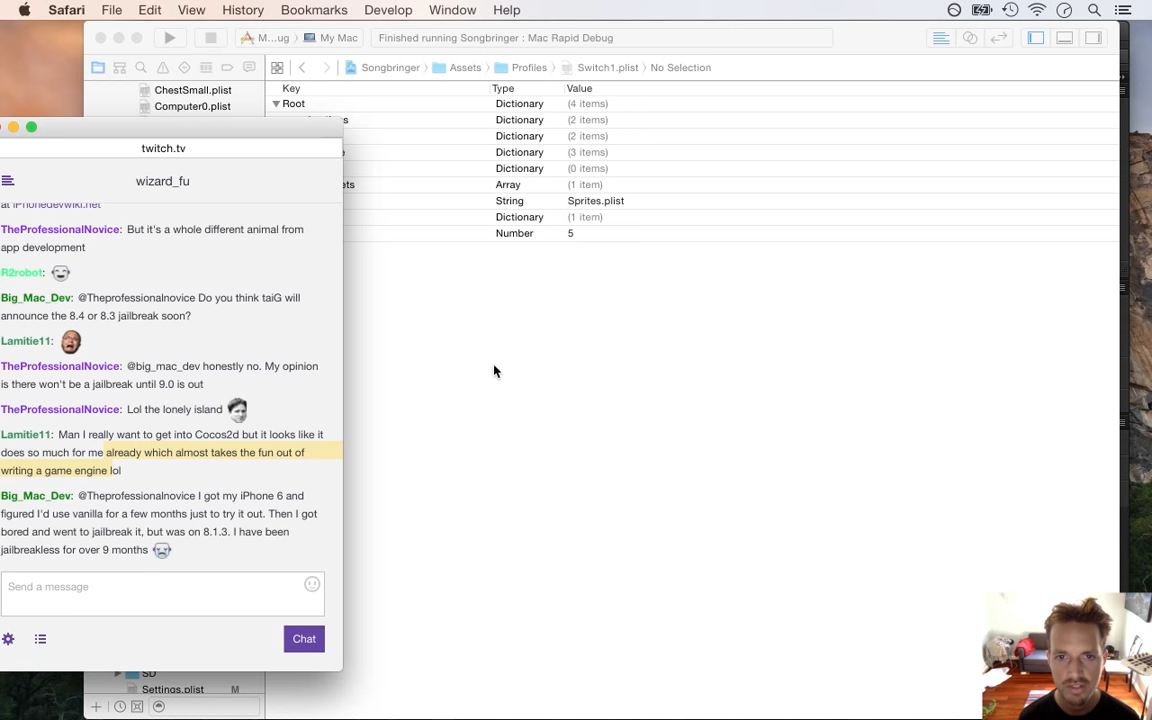 Safari File Edit View History Bookmarks Develop Window Help
M...ug My Mac Finished running Songbringer : Mac Rapid Debug
Songbringer Assets Profiles Switch1.plist No Selection
ChestSmall.plist
Computer0.plist
Key Type Value
Root Dictionary (4 items)
Dictionary (2 items)
Dictionary (2 items)
Dictionary (3 items)
Dictionary (0 items)
ets Array (1 item)
String Sprites.plist
Dictionary (1 item)
Number 5
twitch.tv
wizard_fu
at iPhonedevwiki.net
TheProfessionalNovice: But it's a whole different animal from
app development
R2robot:
Big_Mac_Dev: @Theprofessionalnovice Do you think taiG will
announce the 8.4 or 8.3 jailbreak soon?
Lamitie11:
TheProfessionalNovice: @big_mac_dev honestly no. My opinion
is there won't be a jailbreak until 9.0 is out
TheProfessionalNovice: Lol the lonely island
Lamitie11: Man I really want to get into Cocos2d but it looks like it
does so much for me already which almost takes the fun out of
writing a game engine lol
Big_Mac_Dev: @Theprofessionalnovice I got my iPhone 6 and
figured I'd use vanilla for a few months just to try it out. Then I got
bored and went to jailbreak it, but was on 8.1.3. I have been
jailbreakless for over 9 months
Send a message
Chat
SD
Settings.plist M